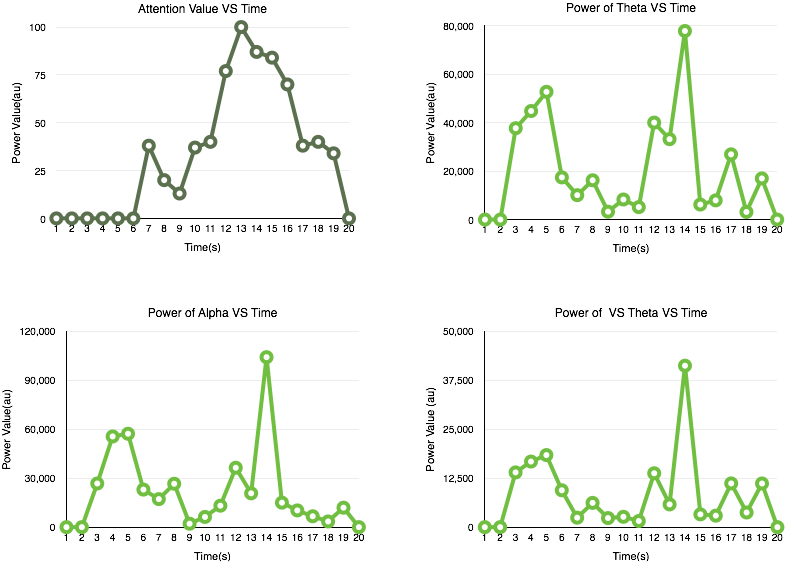 Attention Value VS Time
Power Value(au)
100
75
50
25
0
1 2 3 4 5 6 7 8 9 10 11 12 13 14 15 16 17 18 19 20
Time(s)
Power of Theta VS Time
Power Value(au)
80,000
60,000
40,000
20,000
0
1 2 3 4 5 6 7 8 9 10 11 12 13 14 15 16 17 18 19 20
Time(s)
Power of Alpha VS Time
Power Value(au)
120,000
90,000
60,000
30,000
0
1 2 3 4 5 6 7 8 9 10 11 12 13 14 15 16 17 18 19 20
Time(s)
Power of  VS Theta VS Time
Power Value (au)
50,000
37,500
25,000
12,500
0
1 2 3 4 5 6 7 8 9 10 11 12 13 14 15 16 17 18 19 20
Time(s)